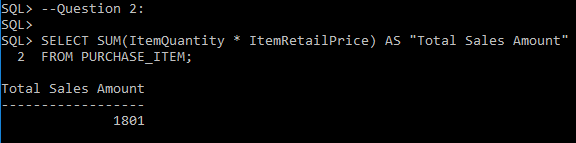 SQL> --Question 2:
SQL>
SQL> SELECT SUM(ItemQuantity * ItemRetailPrice) AS "Total Sales Amount"
  2  FROM PURCHASE_ITEM;
Total Sales Amount
------------------
              1801